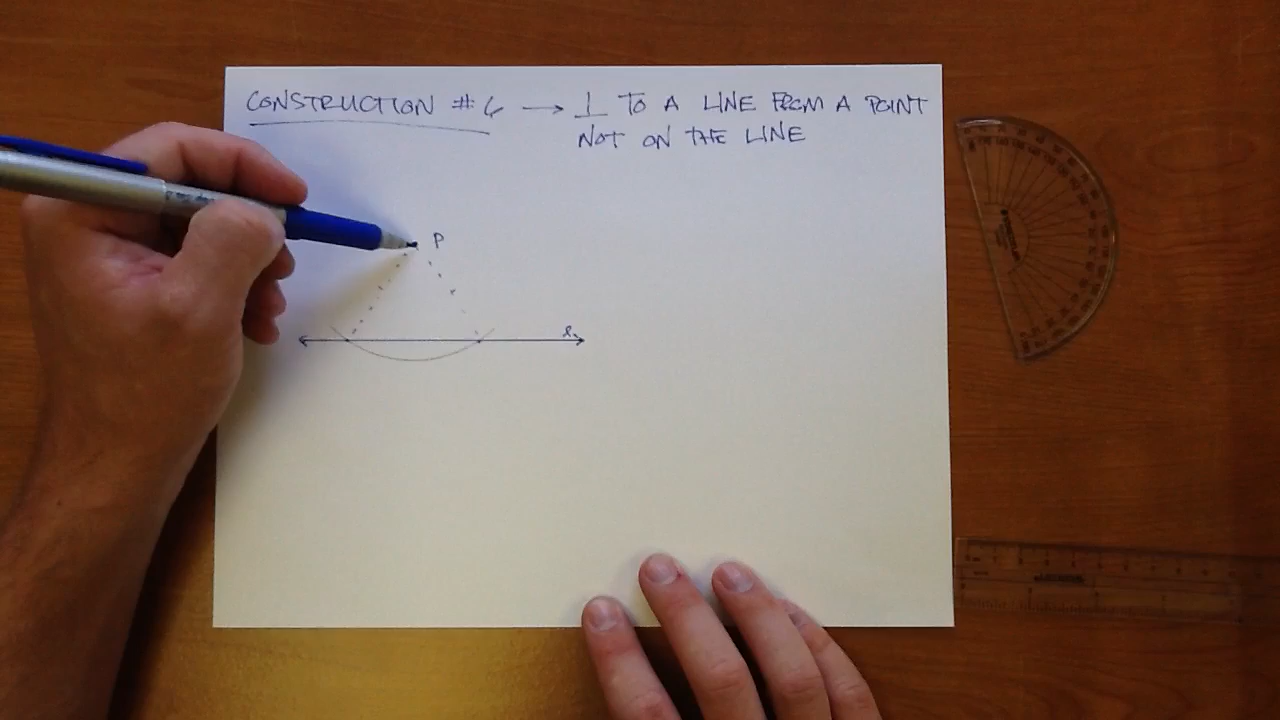 CONSTRUCTION #6 → ⊥ TO A LINE FROM A POINT
NOT ON THE LINE
P
l